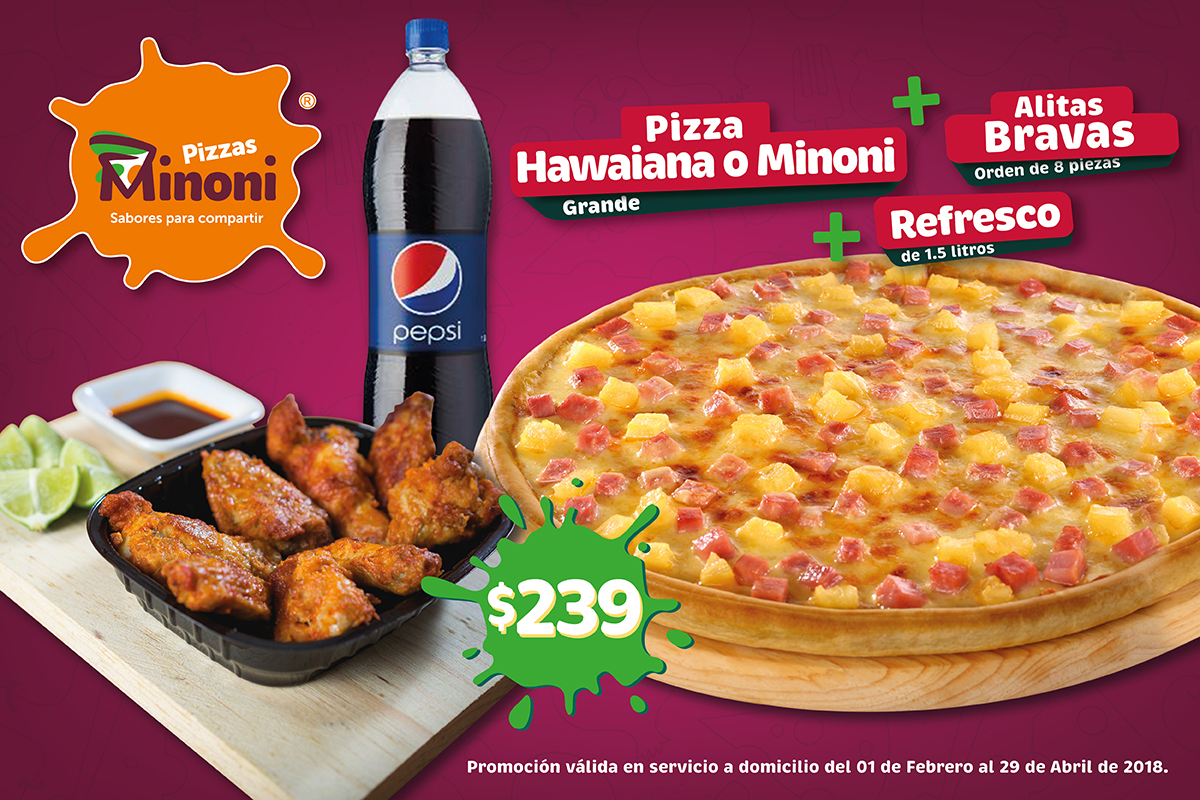 Pizzas
Minoni
®
Sabores para compartir
pepsi
Pizza
Hawaiana o Minoni
Grande
+
Alitas
Bravas
Orden de 8 piezas
+
Refresco
de 1.5 litros
$239
Promoción válida en servicio a domicilio del 01 de Febrero al 29 de Abril de 2018.